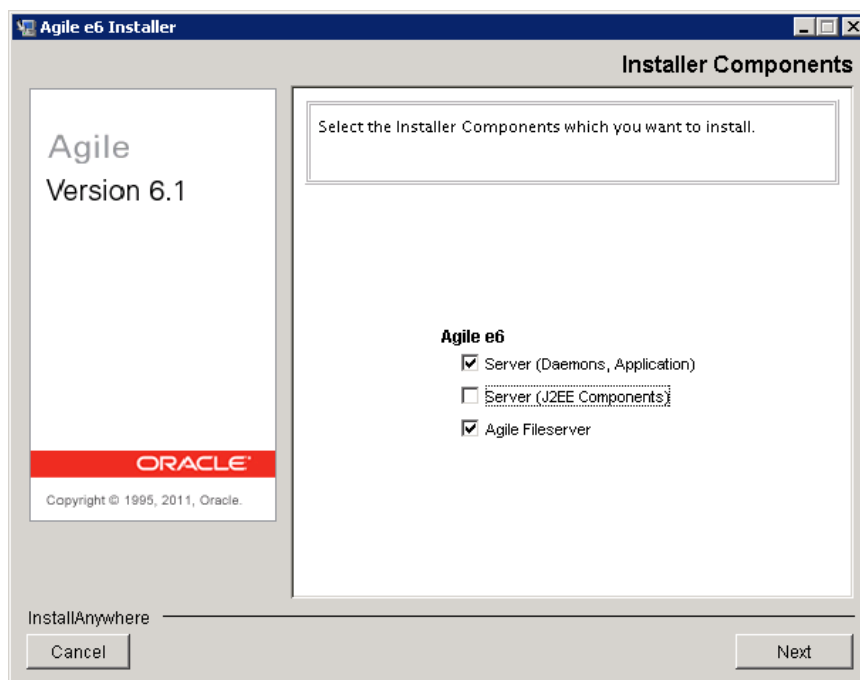 Agile e6 Installer
Installer Components
Agile
Version 6.1
ORACLE
Copyright © 1995, 2011, Oracle.
Select the Installer Components which you want to install.
Agile e6
Server (Daemons, Application)
Server (J2EE Components)
Agile Fileserver
InstallAnywhere
Cancel
Next